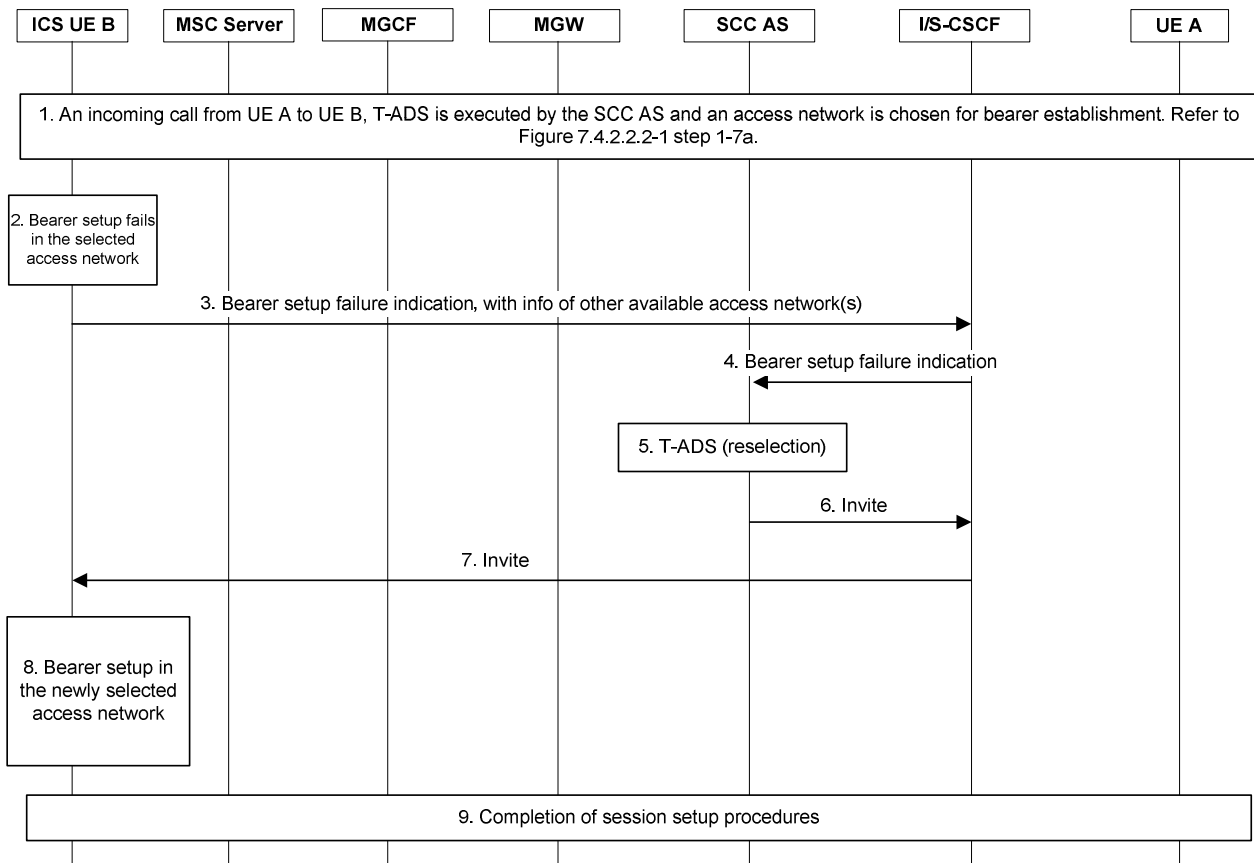 ICS UE B
MSC Server
MGCF
MGW
SCC AS
I/S-CSCF
UE A
1. An incoming call from UE A to UE B, T-ADS is executed by the SCC AS and an access network is chosen for bearer establishment. Refer to
Figure 7.4.2.2.2-1 step 1-7a.
2. Bearer setup fails
in the selected
access network
3. Bearer setup failure indication, with info of other available access network(s)
4. Bearer setup failure indication
5. T-ADS (reselection)
6. Invite
7. Invite
8. Bearer setup in
the newly selected
access network
9. Completion of session setup procedures